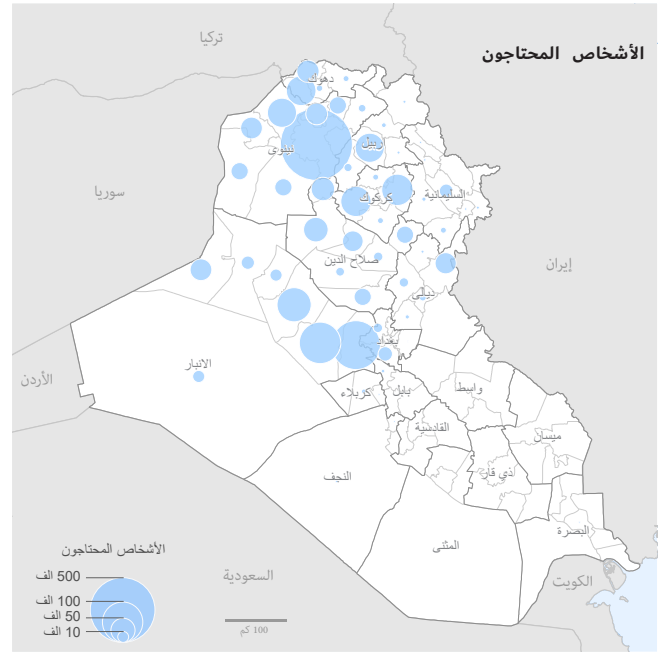 الأشخاص المحتاجون
تركيا
دهوك
اربيل
نينوى
سوريا
السليمانية
كركوك
إيران
صلاح الدين
ديالى
بغداد
الانبار
الأردن
واسط
بابل
كربلاء
القادسية
ميسان
النجف
ذي قار
المثنى
البصرة
الأشخاص المحتاجون
السعودية
الكويت
500 الف
100 الف
50 الف
10 الف
100 كم